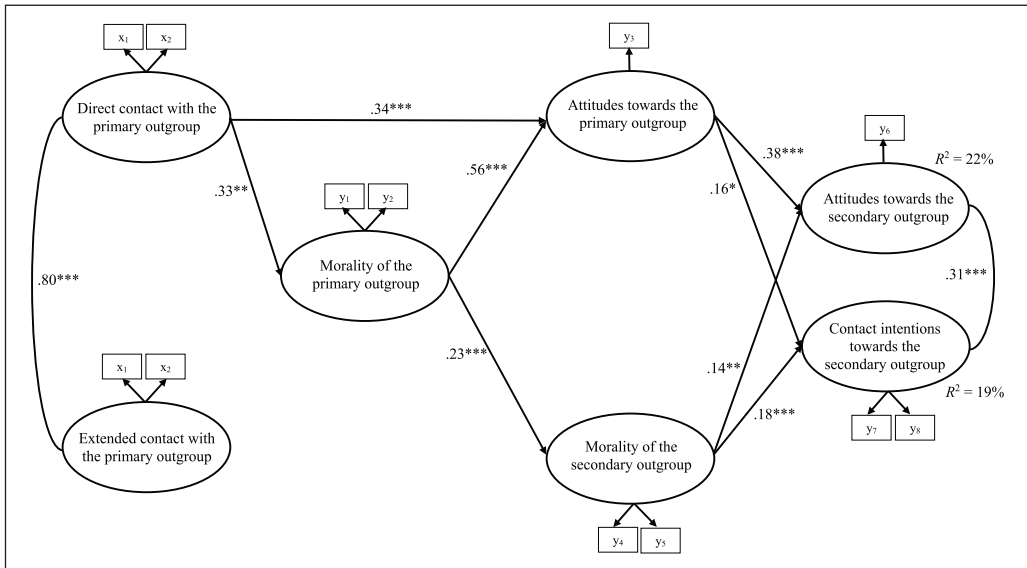 x₁ x₂
Direct contact with the
primary outgroup
.34***
.33**
y₁ y₂
Morality of the
primary outgroup
.56***
.23***
.80***
x₁ x₂
Extended contact with
the primary outgroup
y₃
Attitudes towards the
primary outgroup
.38***
.16*
y₆
R² = 22%
Attitudes towards the
secondary outgroup
.31***
Contact intentions
towards the
secondary outgroup
R² = 19%
y₇ y₈
.14**
.18***
Morality of the
secondary outgroup
y₄ y₅